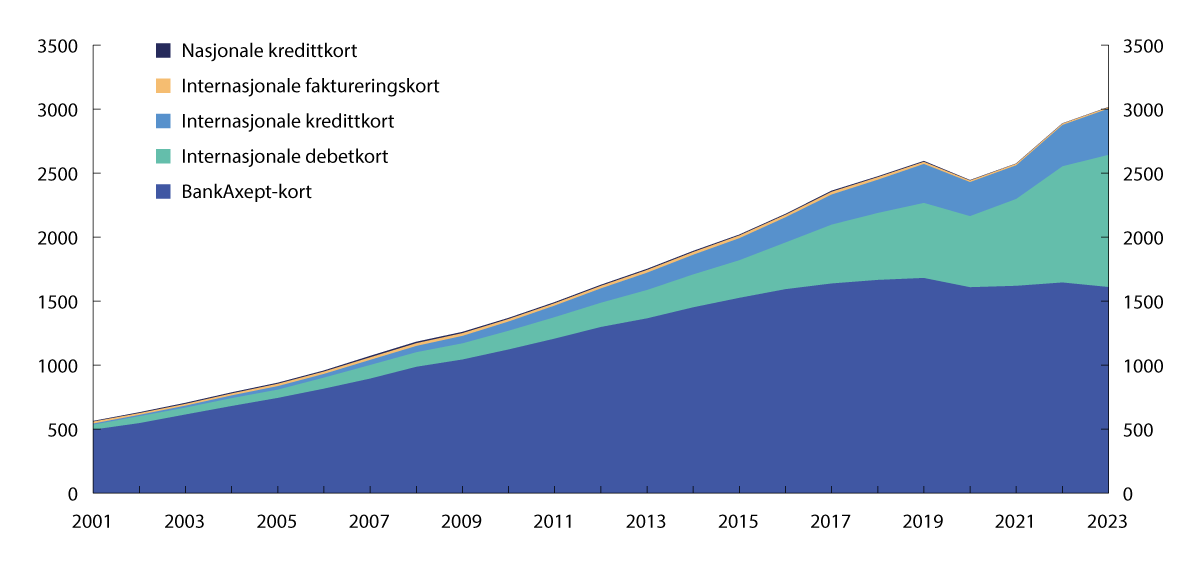 Nasjonale kredittkort
Internasjonale faktureringskort
Internasjonale kredittkort
Internasjonale debetkort
BankAxept-kort
3500 3500
3000 3000
2500 2500
2000 2000
1500 1500
1000 1000
500 500
0 0
2001 2003 2005 2007 2009 2011 2013 2015 2017 2019 2021 2023